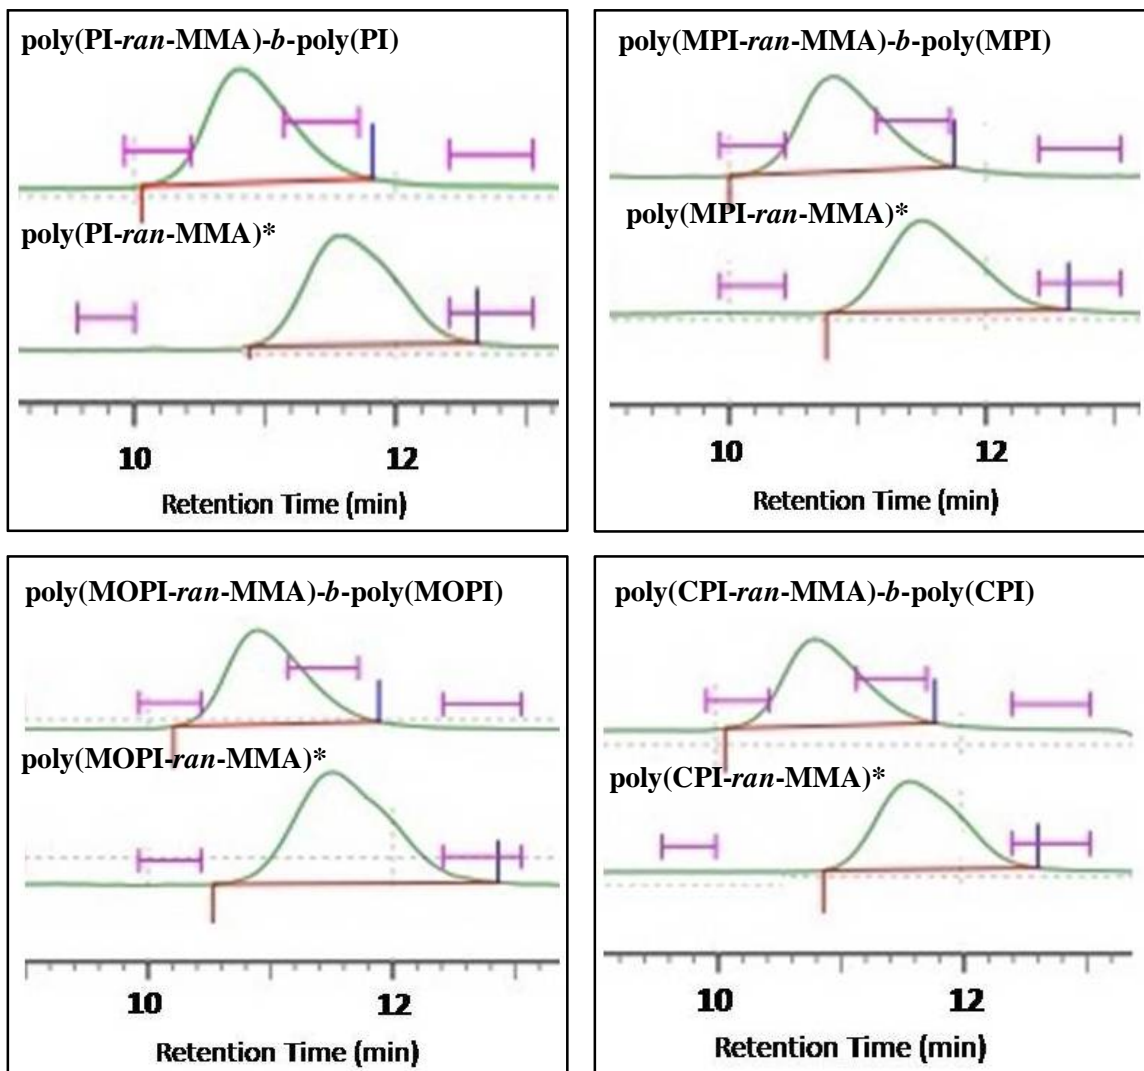 poly(PI-ran-MMA)-b-poly(PI)
poly(PI-ran-MMA)*
10 12
Retention Time (min)
poly(MPI-ran-MMA)-b-poly(MPI)
poly(MPI-ran-MMA)*
10 12
Retention Time (min)
poly(MOPI-ran-MMA)-b-poly(MOPI)
poly(MOPI-ran-MMA)*
10 12
Retention Time (min)
poly(CPI-ran-MMA)-b-poly(CPI)
poly(CPI-ran-MMA)*
10 12
Retention Time (min)